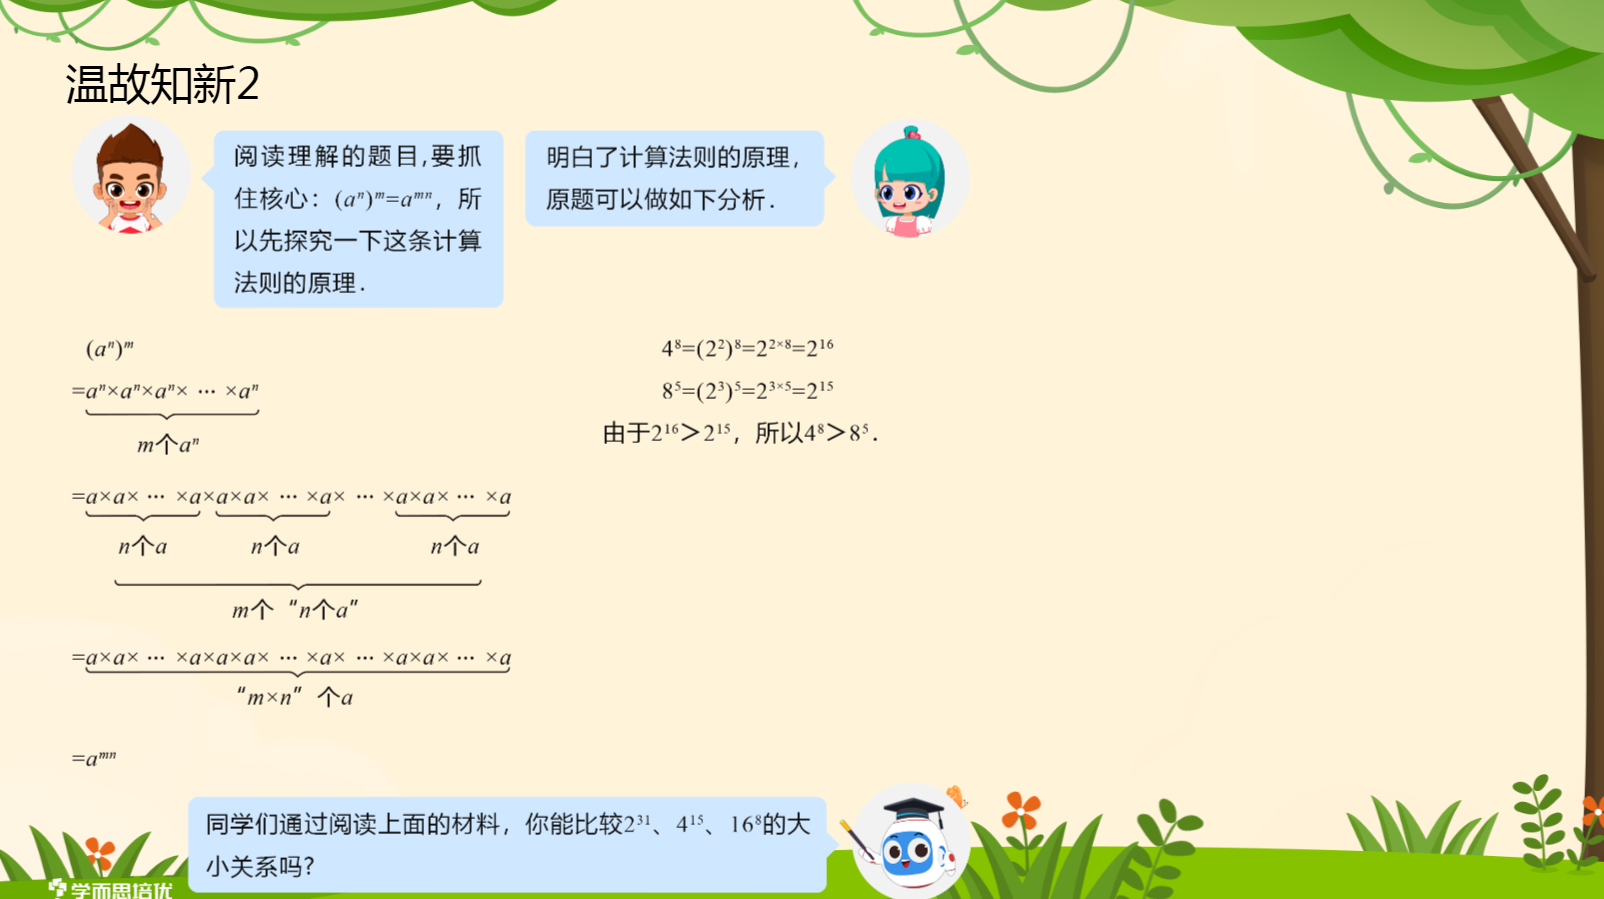 温故知新2
阅读理解的题目,要抓
住核心：(aⁿ)ᵐ=aᵐⁿ，所
以先探究一下这条计算
法则的原理.
明白了计算法则的原理，
原题可以做如下分析.
(aⁿ)ᵐ
=aⁿ×aⁿ×aⁿ× ··· ×aⁿ
m个aⁿ
=a×a× ··· ×a×a×a× ··· ×a× ··· ×a×a× ··· ×a
n个a n个a n个a
m个“n个a”
=a×a× ··· ×a×a×a× ··· ×a× ··· ×a×a× ··· ×a
“m×n”个a
=aᵐⁿ
4⁸=(2²)⁸=2²ˣ⁸=2¹⁶
8⁵=(2³)⁵=2³ˣ⁵=2¹⁵
由于2¹⁶＞2¹⁵，所以4⁸＞8⁵.
同学们通过阅读上面的材料，你能比较2³¹、4¹⁵、16⁸的大
小关系吗？
学而思培优